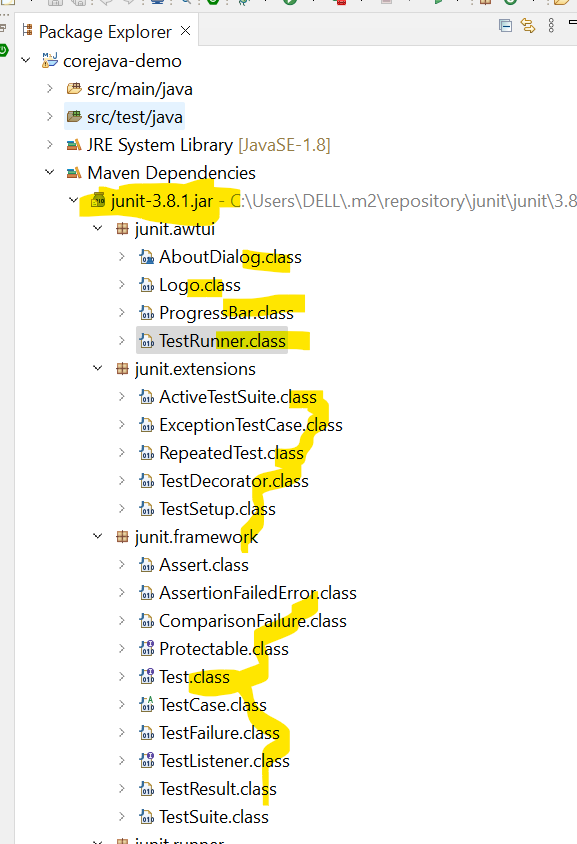 Package Explorer
corejava-demo
src/main/java
src/test/java
JRE System Library [JavaSE-1.8]
Maven Dependencies
junit-3.8.1.jar - C:\Users\DELL\.m2\repository\junit\junit\3.8
junit.awtui
AboutDialog.class
Logo.class
ProgressBar.class
TestRunner.class
junit.extensions
ActiveTestSuite.class
ExceptionTestCase.class
RepeatedTest.class
TestDecorator.class
TestSetup.class
junit.framework
Assert.class
AssertionFailedError.class
ComparisonFailure.class
Protectable.class
Test.class
TestCase.class
TestFailure.class
TestListener.class
TestResult.class
TestSuite.class
junit.runner